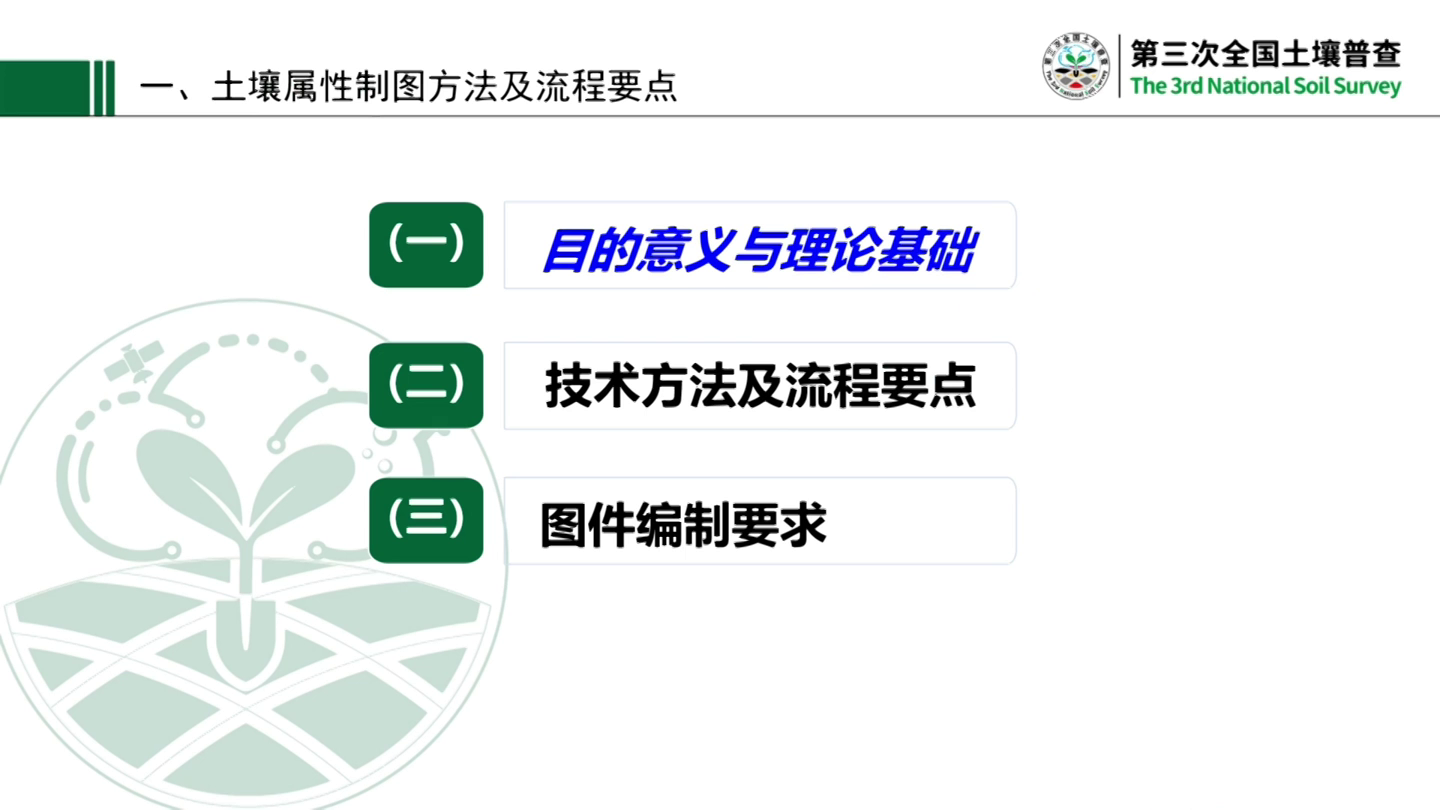 一、土壤属性制图方法及流程要点
第三次全国土壤普查
The 3rd National Soil Survey
（一）
目的意义与理论基础
（二）
技术方法及流程要点
（三）
图件编制要求